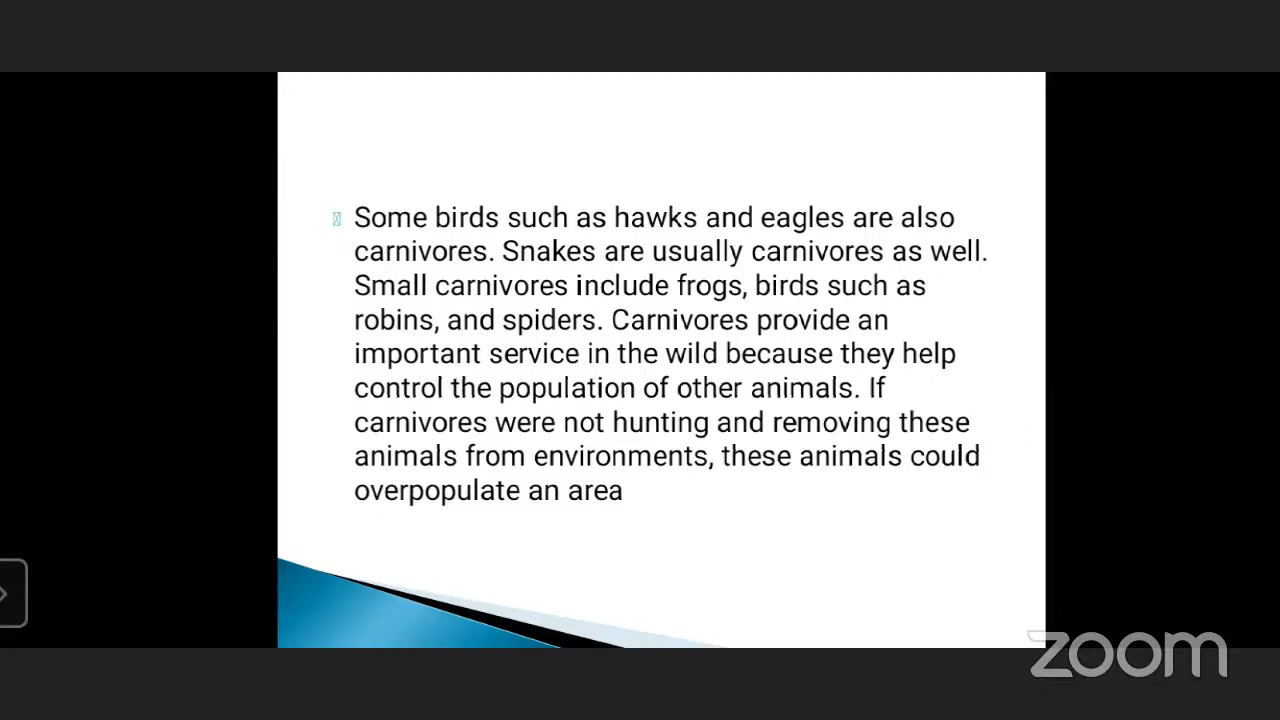 Some birds such as hawks and eagles are also
carnivores. Snakes are usually carnivores as well.
Small carnivores include frogs, birds such as
robins, and spiders. Carnivores provide an
important service in the wild because they help
control the population of other animals. If
carnivores were not hunting and removing these
animals from environments, these animals could
overpopulate an area
zoom